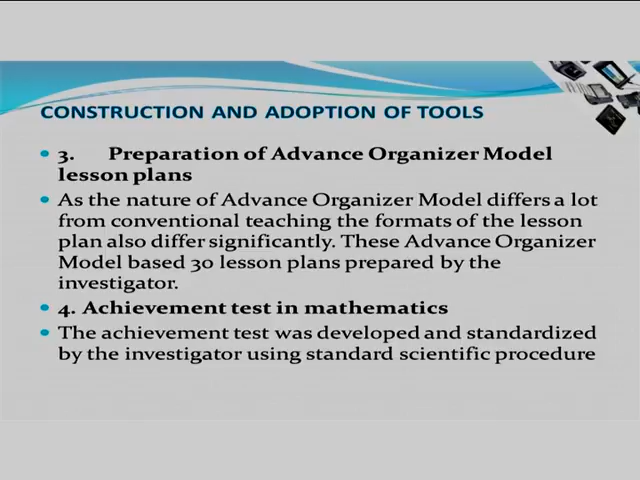 CONSTRUCTION AND ADOPTION OF TOOLS
• 3. Preparation of Advance Organizer Model
lesson plans
• As the nature of Advance Organizer Model differs a lot
from conventional teaching the formats of the lesson
plan also differ significantly. These Advance Organizer
Model based 30 lesson plans prepared by the
investigator.
• 4. Achievement test in mathematics
• The achievement test was developed and standardized
by the investigator using standard scientific procedure